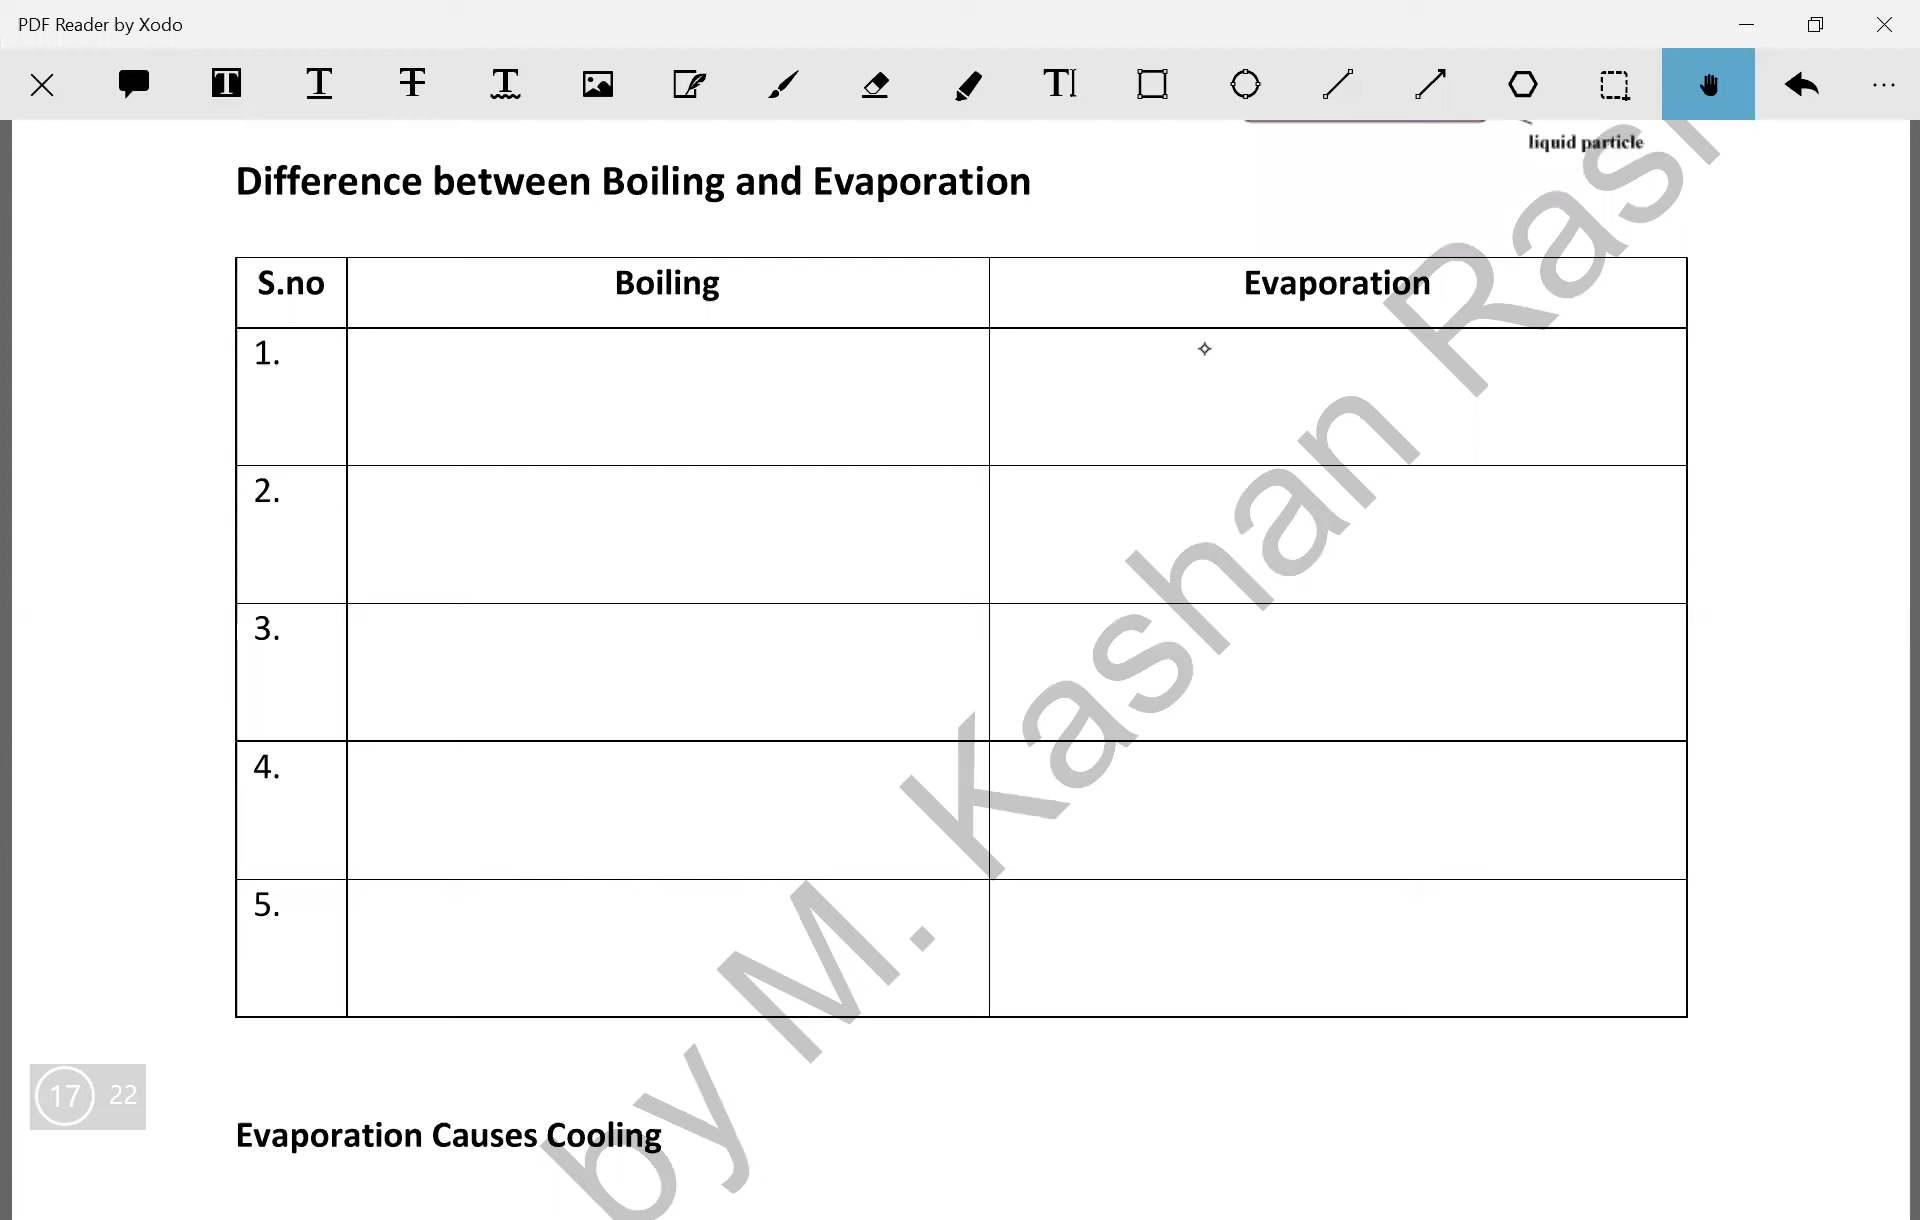 PDF Reader by Xodo
liquid particle
Difference between Boiling and Evaporation
S.no Boiling Evaporation
1.
2.
3.
4.
5.
by M. Kashan Rash
17 22
Evaporation Causes Cooling